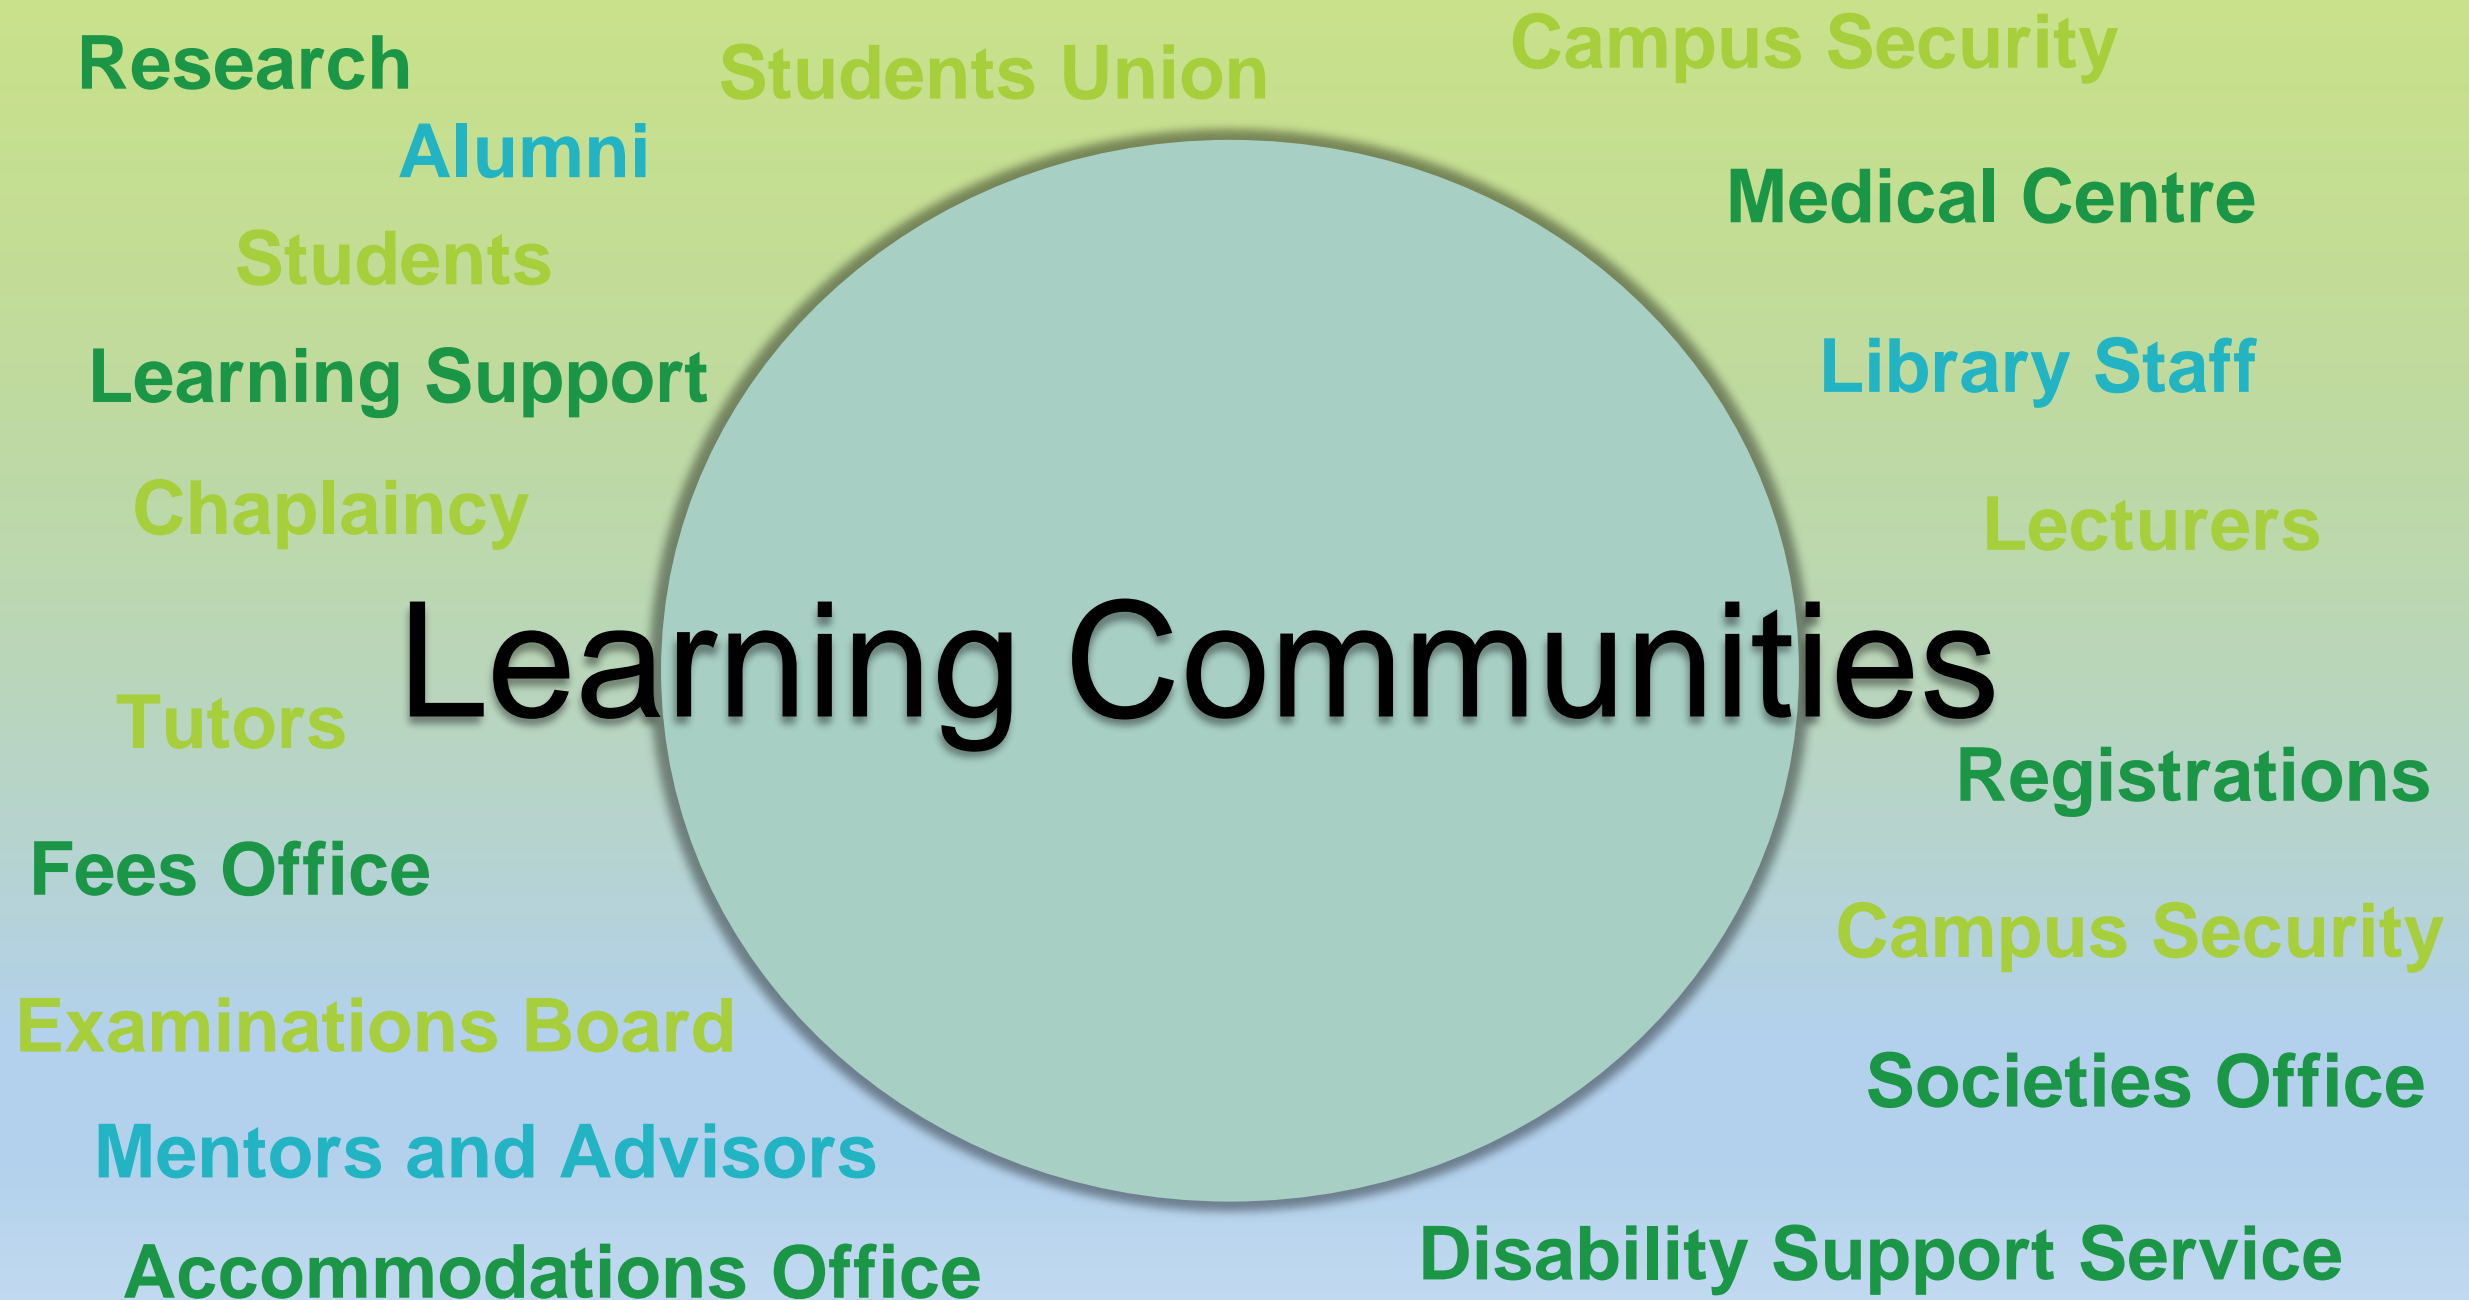 Research
Students Union
Campus Security
Alumni
Medical Centre
Students
Library Staff
Learning Support
Chaplaincy
Lecturers
Learning Communities
Tutors
Registrations
Fees Office
Campus Security
Examinations Board
Societies Office
Mentors and Advisors
Disability Support Service
Accommodations Office